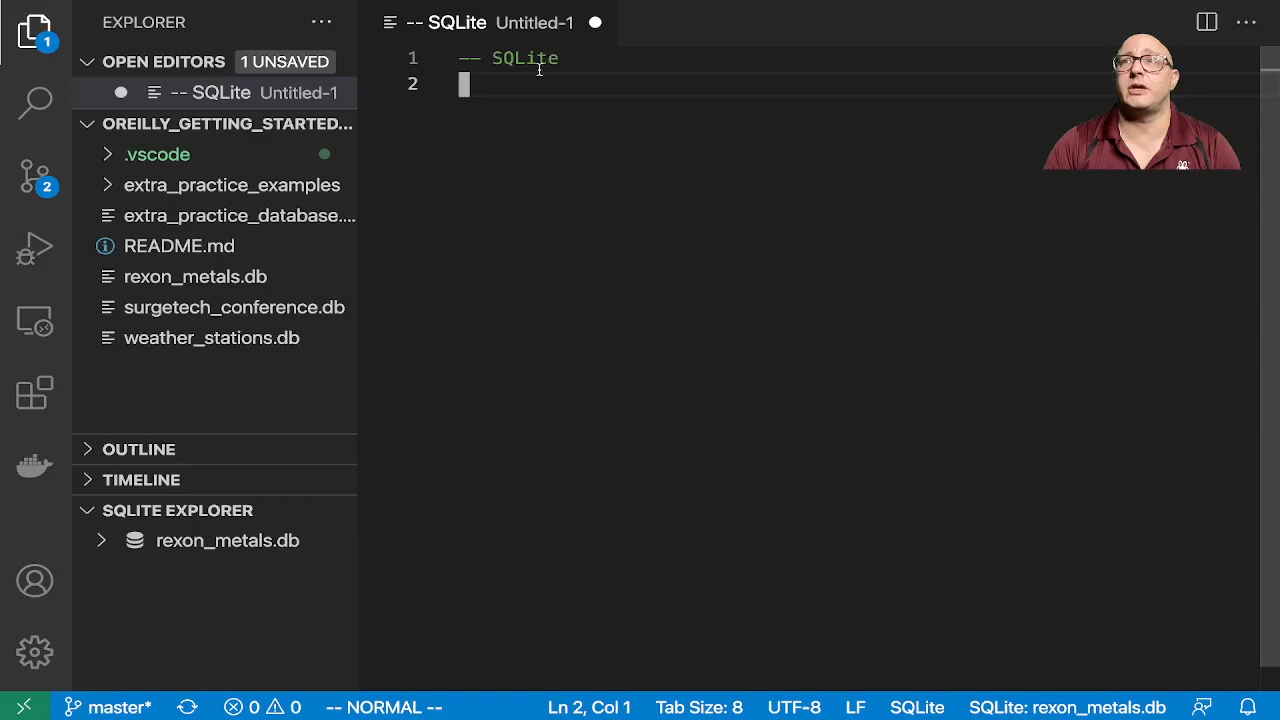 EXPLORER
-- SQLite Untitled-1
1
OPEN EDITORS 1 UNSAVED
-- SQLite Untitled-1
OREILLY_GETTING_STARTED...
.vscode
extra_practice_examples
extra_practice_database....
README.md
rexon_metals.db
surgetech_conference.db
weather_stations.db
2
OUTLINE
TIMELINE
SQLITE EXPLORER
rexon_metals.db
1 -- SQLite
2
master* 0 0 -- NORMAL -- Ln 2, Col 1 Tab Size: 8 UTF-8 LF SQLite SQLite: rexon_metals.db